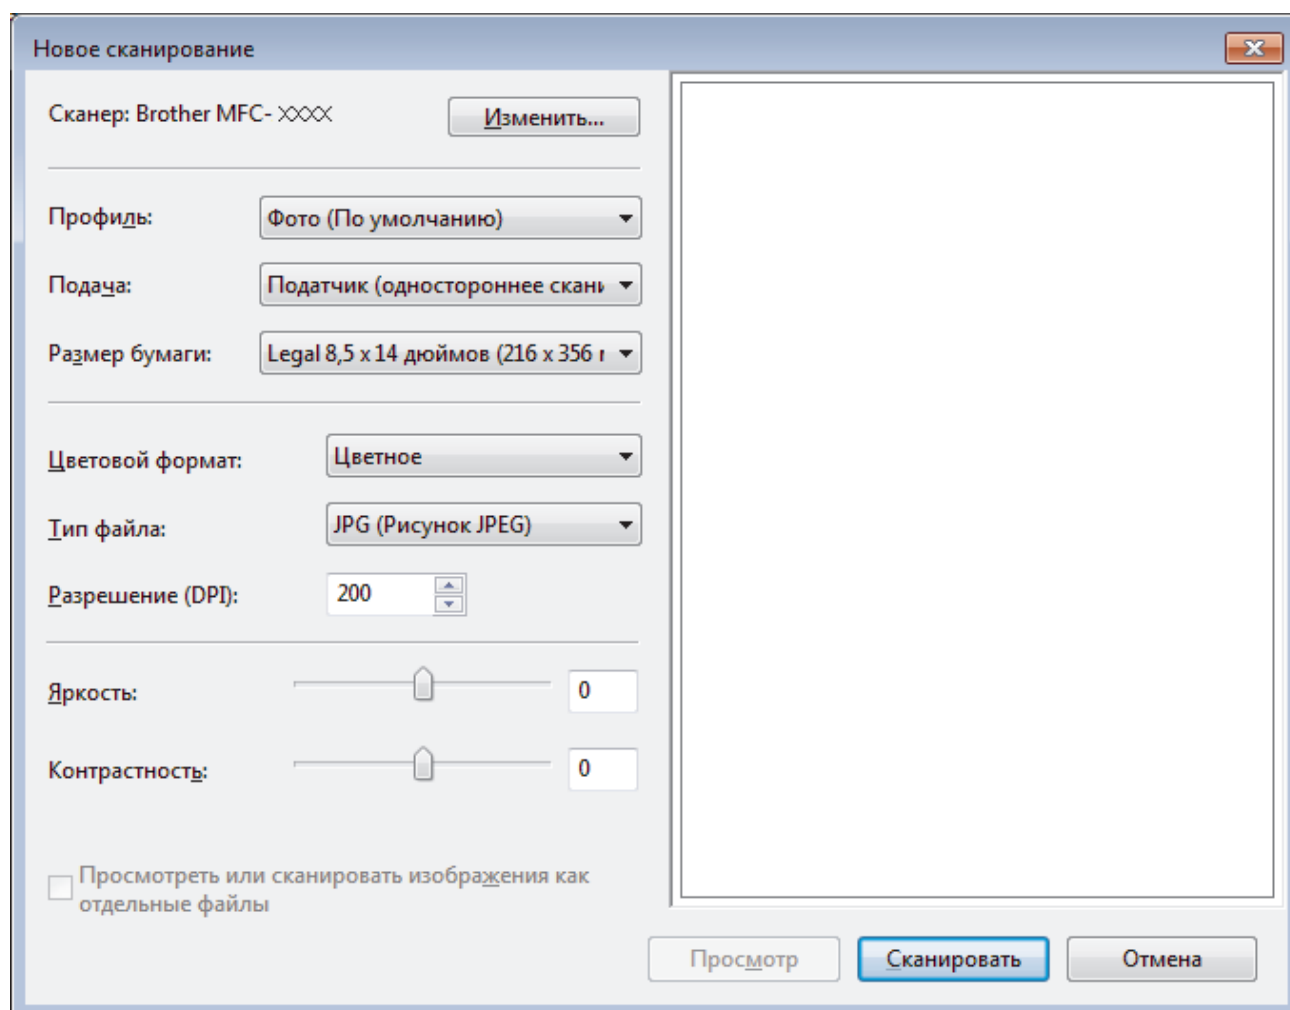 Новое сканирование
Сканер: Brother MFC- XXXX
Изменить...
Профиль:
Фото (По умолчанию)
Подача:
Податчик (одностороннее скани
Размер бумаги:
Legal 8,5 x 14 дюймов (216 x 356 м
Цветовой формат:
Цветное
Тип файла:
JPG (Рисунок JPEG)
Разрешение (DPI):
200
Яркость:
0
Контрастность:
0
Просмотреть или сканировать изображения как
отдельные файлы
Просмотр
Сканировать
Отмена